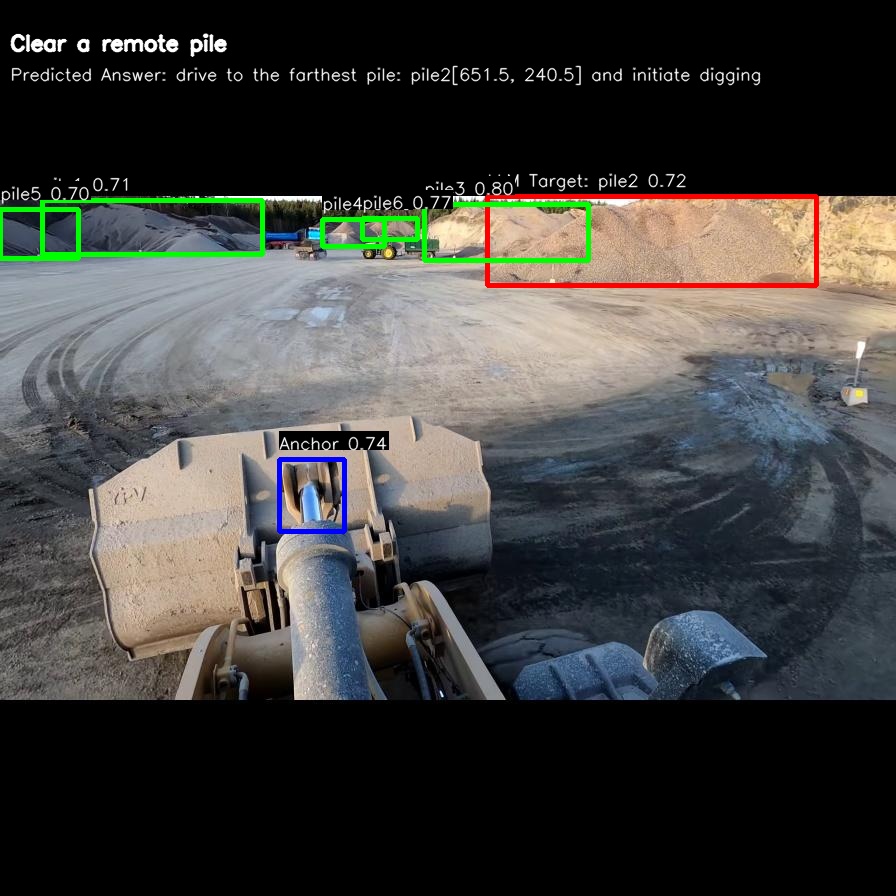 Clear a remote pile
Predicted Answer: drive to the farthest pile: pile2[651.5, 240.5] and initiate digging
0.71
Target: pile2 0.72
pile5 0.70
pile3 0.80
pile4
pile6 0.77
Anchor 0.74